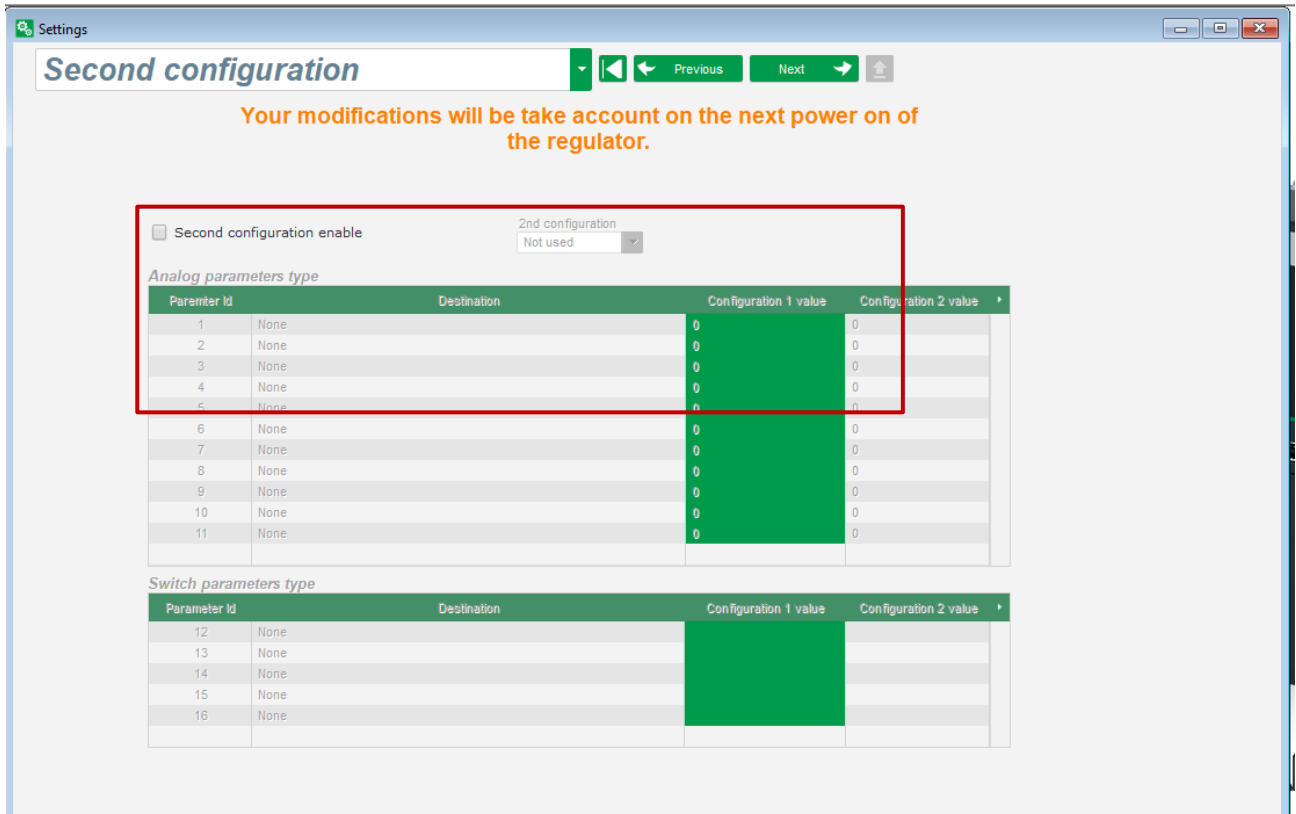 Settings
Second configuration
Previous
Next
Your modifications will be take account on the next power on of
the regulator.
Second configuration enable
2nd configuration
Not used
Analog parameters type
Paremter Id Destination Configuration 1 value Configuration 2 value
1 None 0 0
2 None 0 0
3 None 0 0
4 None 0 0
5 None 0 0
6 None 0 0
7 None 0 0
8 None 0 0
9 None 0 0
10 None 0 0
11 None 0 0
Switch parameters type
Parameter Id Destination Configuration 1 value Configuration 2 value
12 None
13 None
14 None
15 None
16 None